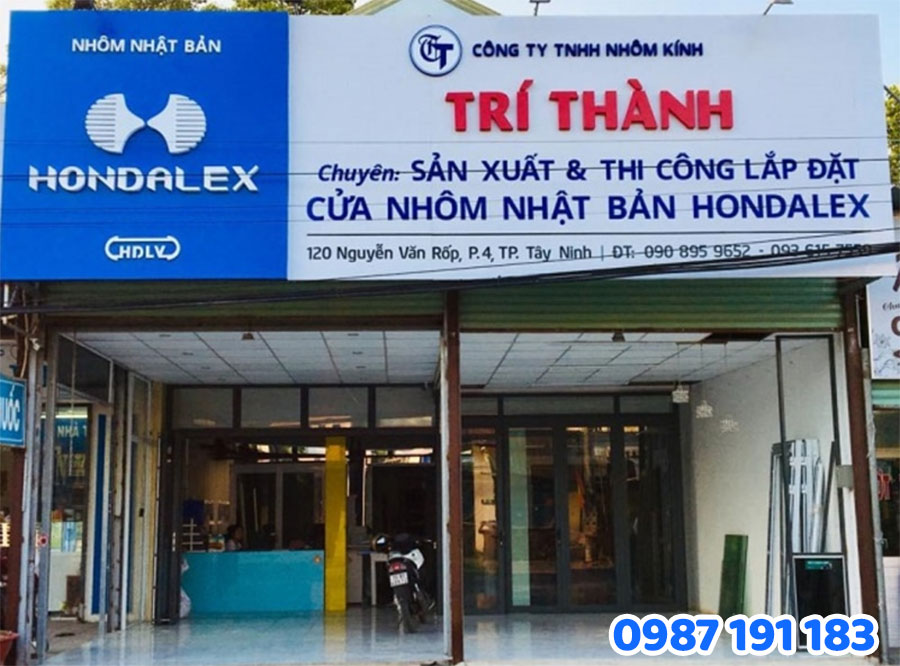 NHÔM NHẬT BẢN
HONDALEX
HDLV
TT
CÔNG TY TNHH NHÔM KÍNH
TRÍ THÀNH
Chuyên: SẢN XUẤT & THI CÔNG LẮP ĐẶT
CỬA NHÔM NHẬT BẢN HONDALEX
120 Nguyễn Văn Rốp, P.4, TP. Tây Ninh | ĐT: 090 895 9652 -
NHÀ
0987 191 183